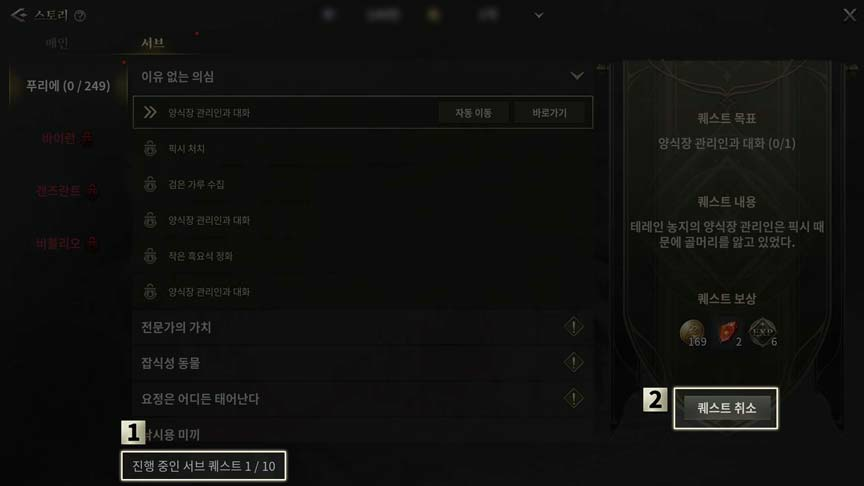 스토리
메인
서브
푸리에 (0 / 249)
바이런
겐즈란트
비블리오
이유 없는 의심
양식장 관리인과 대화
자동 이동
바로가기
픽시 처치
검은 가루 수집
양식장 관리인과 대화
작은 흑요석 정화
양식장 관리인과 대화
전문가의 가치
잡식성 동물
요정은 어디든 태어난다
낚시용 미끼
1
진행 중인 서브 퀘스트 1 / 10
퀘스트 목표
양식장 관리인과 대화 (0/1)
퀘스트 내용
테레인 농지의 양식장 관리인은 픽시 때
문에 골머리를 앓고 있었다.
퀘스트 보상
169
2
EXP
6
2
퀘스트 취소